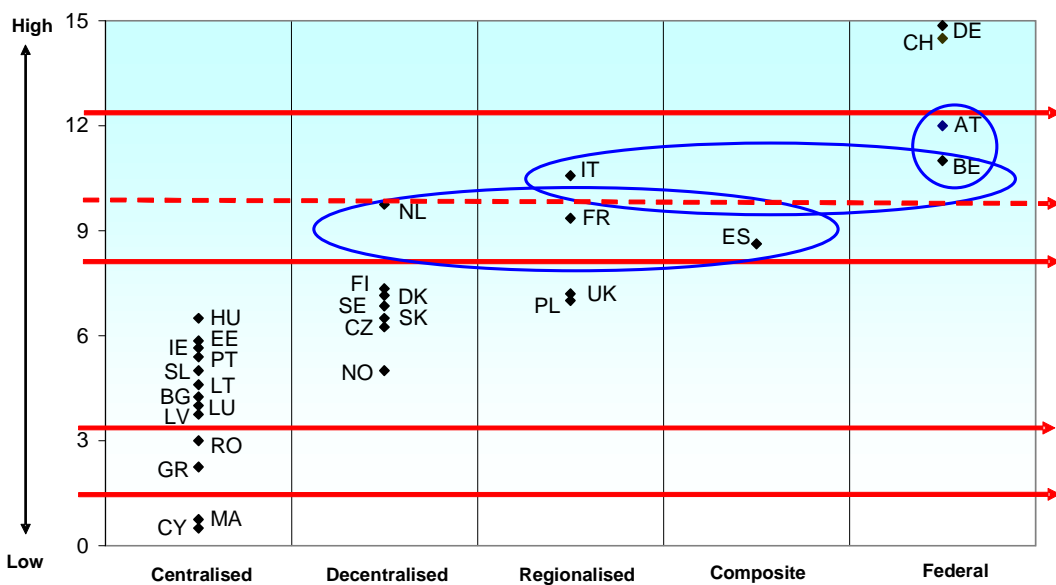 High
15
DE
CH
12
AT
BE
IT
NL
FR
9
ES
FI
DK
UK
SE
PL
HU
SK
CZ
6
EE
IE
PT
SL
NO
LT
BG
LU
LV
3
RO
GR
MA
CY
0
Low
Centralised
Decentralised
Regionalised
Composite
Federal